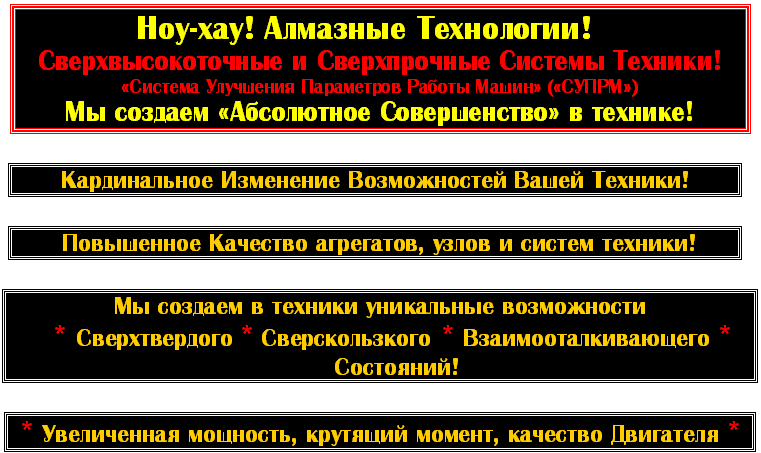 Ноу-хау! Алмазные Технологии!
Сверхвысокоточные и Сверхпрочные Системы Техники!
«Система Улучшения Параметров Работы Машин» («СУПРМ»)
Мы создаем «Абсолютное Совершенство» в технике!
Кардинальное Изменение Возможностей Вашей Техники!
Повышенное Качество агрегатов, узлов и систем техники!
Мы создаем в техники уникальные возможности
* Сверхтвердого * Сверскользкого * Взаимооталкивающего *
Состояний!
* Увеличенная мощность, крутящий момент, качество Двигателя *